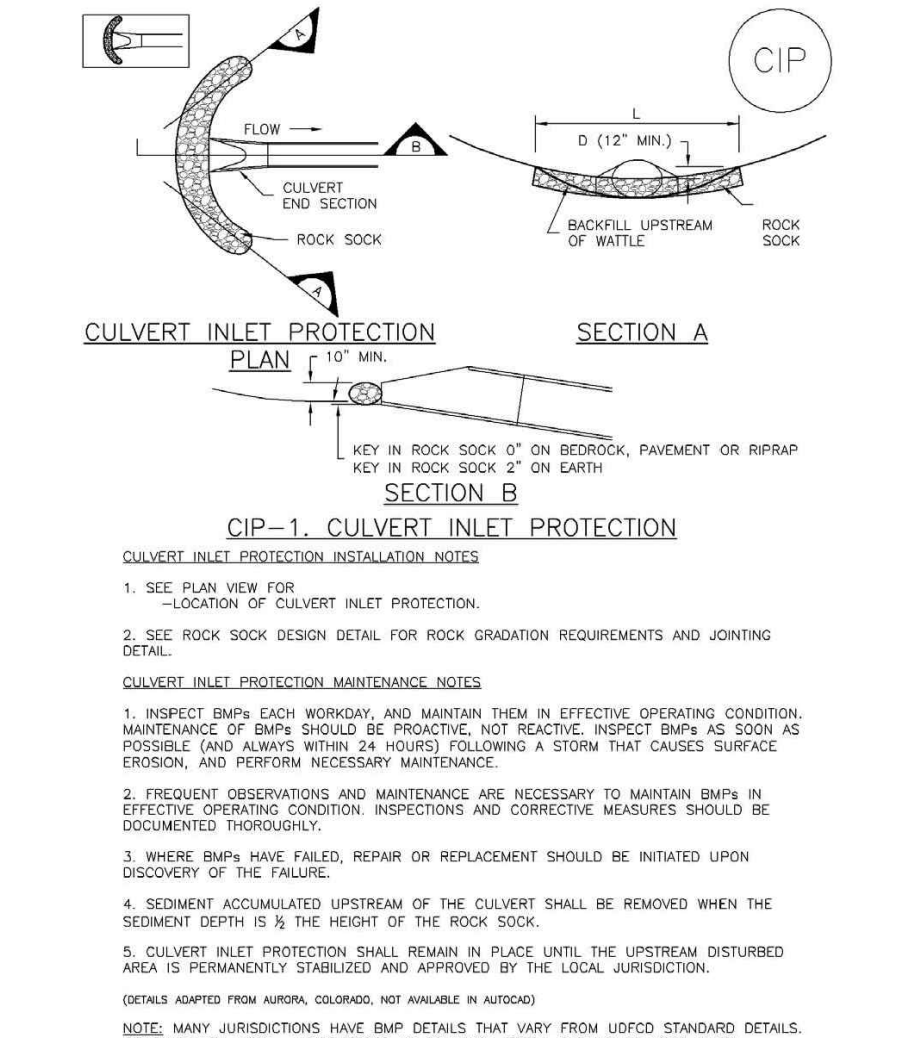 CIP
A
FLOW
B
CULVERT
END SECTION
ROCK SOCK
A
L
D (12" MIN.)
BACKFILL UPSTREAM
OF WATTLE
ROCK
SOCK
CULVERT INLET PROTECTION
PLAN
SECTION A
10" MIN.
KEY IN ROCK SOCK 0" ON BEDROCK, PAVEMENT OR RIPRAP
KEY IN ROCK SOCK 2" ON EARTH
SECTION B
CIP-1. CULVERT INLET PROTECTION
CULVERT INLET PROTECTION INSTALLATION NOTES
1. SEE PLAN VIEW FOR
-LOCATION OF CULVERT INLET PROTECTION.
2. SEE ROCK SOCK DESIGN DETAIL FOR ROCK GRADATION REQUIREMENTS AND JOINTING
DETAIL.
CULVERT INLET PROTECTION MAINTENANCE NOTES
1. INSPECT BMPs EACH WORKDAY, AND MAINTAIN THEM IN EFFECTIVE OPERATING CONDITION.
MAINTENANCE OF BMPs SHOULD BE PROACTIVE, NOT REACTIVE. INSPECT BMPs AS SOON AS
POSSIBLE (AND ALWAYS WITHIN 24 HOURS) FOLLOWING A STORM THAT CAUSES SURFACE
EROSION, AND PERFORM NECESSARY MAINTENANCE.
2. FREQUENT OBSERVATIONS AND MAINTENANCE ARE NECESSARY TO MAINTAIN BMPs IN
EFFECTIVE OPERATING CONDITION. INSPECTIONS AND CORRECTIVE MEASURES SHOULD BE
DOCUMENTED THOROUGHLY.
3. WHERE BMPs HAVE FAILED, REPAIR OR REPLACEMENT SHOULD BE INITIATED UPON
DISCOVERY OF THE FAILURE.
4. SEDIMENT ACCUMULATED UPSTREAM OF THE CULVERT SHALL BE REMOVED WHEN THE
SEDIMENT DEPTH IS ½ THE HEIGHT OF THE ROCK SOCK.
5. CULVERT INLET PROTECTION SHALL REMAIN IN PLACE UNTIL THE UPSTREAM DISTURBED
AREA IS PERMANENTLY STABILIZED AND APPROVED BY THE LOCAL JURISDICTION.
(DETAILS ADAPTED FROM AURORA, COLORADO, NOT AVAILABLE IN AUTOCAD)
NOTE: MANY JURISDICTIONS HAVE BMP DETAILS THAT VARY FROM UDFCD STANDARD DETAILS.